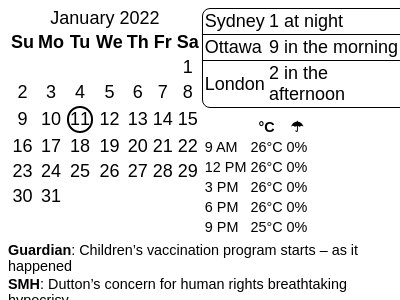 January 2022
Su Mo Tu We Th Fr Sa
1
2 3 4 5 6 7 8
9 10 11 12 13 14 15
16 17 18 19 20 21 22
23 24 25 26 27 28 29
30 31
Sydney 1 at night
Ottawa 9 in the morning
London 2 in the
afternoon
°C ☂
9 AM 26°C 0%
12 PM 26°C 0%
3 PM 26°C 0%
6 PM 26°C 0%
9 PM 25°C 0%
Guardian: Children’s vaccination program starts – as it
happened
SMH: Dutton’s concern for human rights breathtaking
hypocrisy